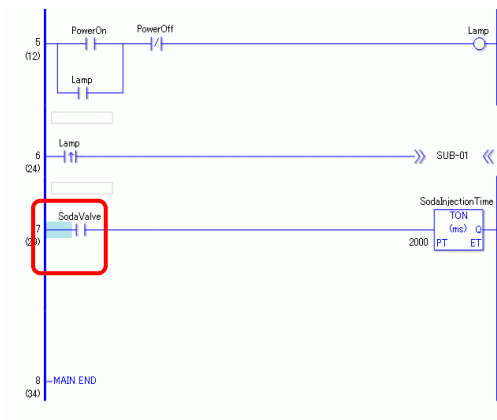 PowerOn PowerOff Lamp
5
(12)
Lamp
Lamp
6 SUB-01
(24)
SodaInjectionTime
SodaValve TON
7 (ms) Q
(29) 2000 PT ET
8 MAIN END
(34)